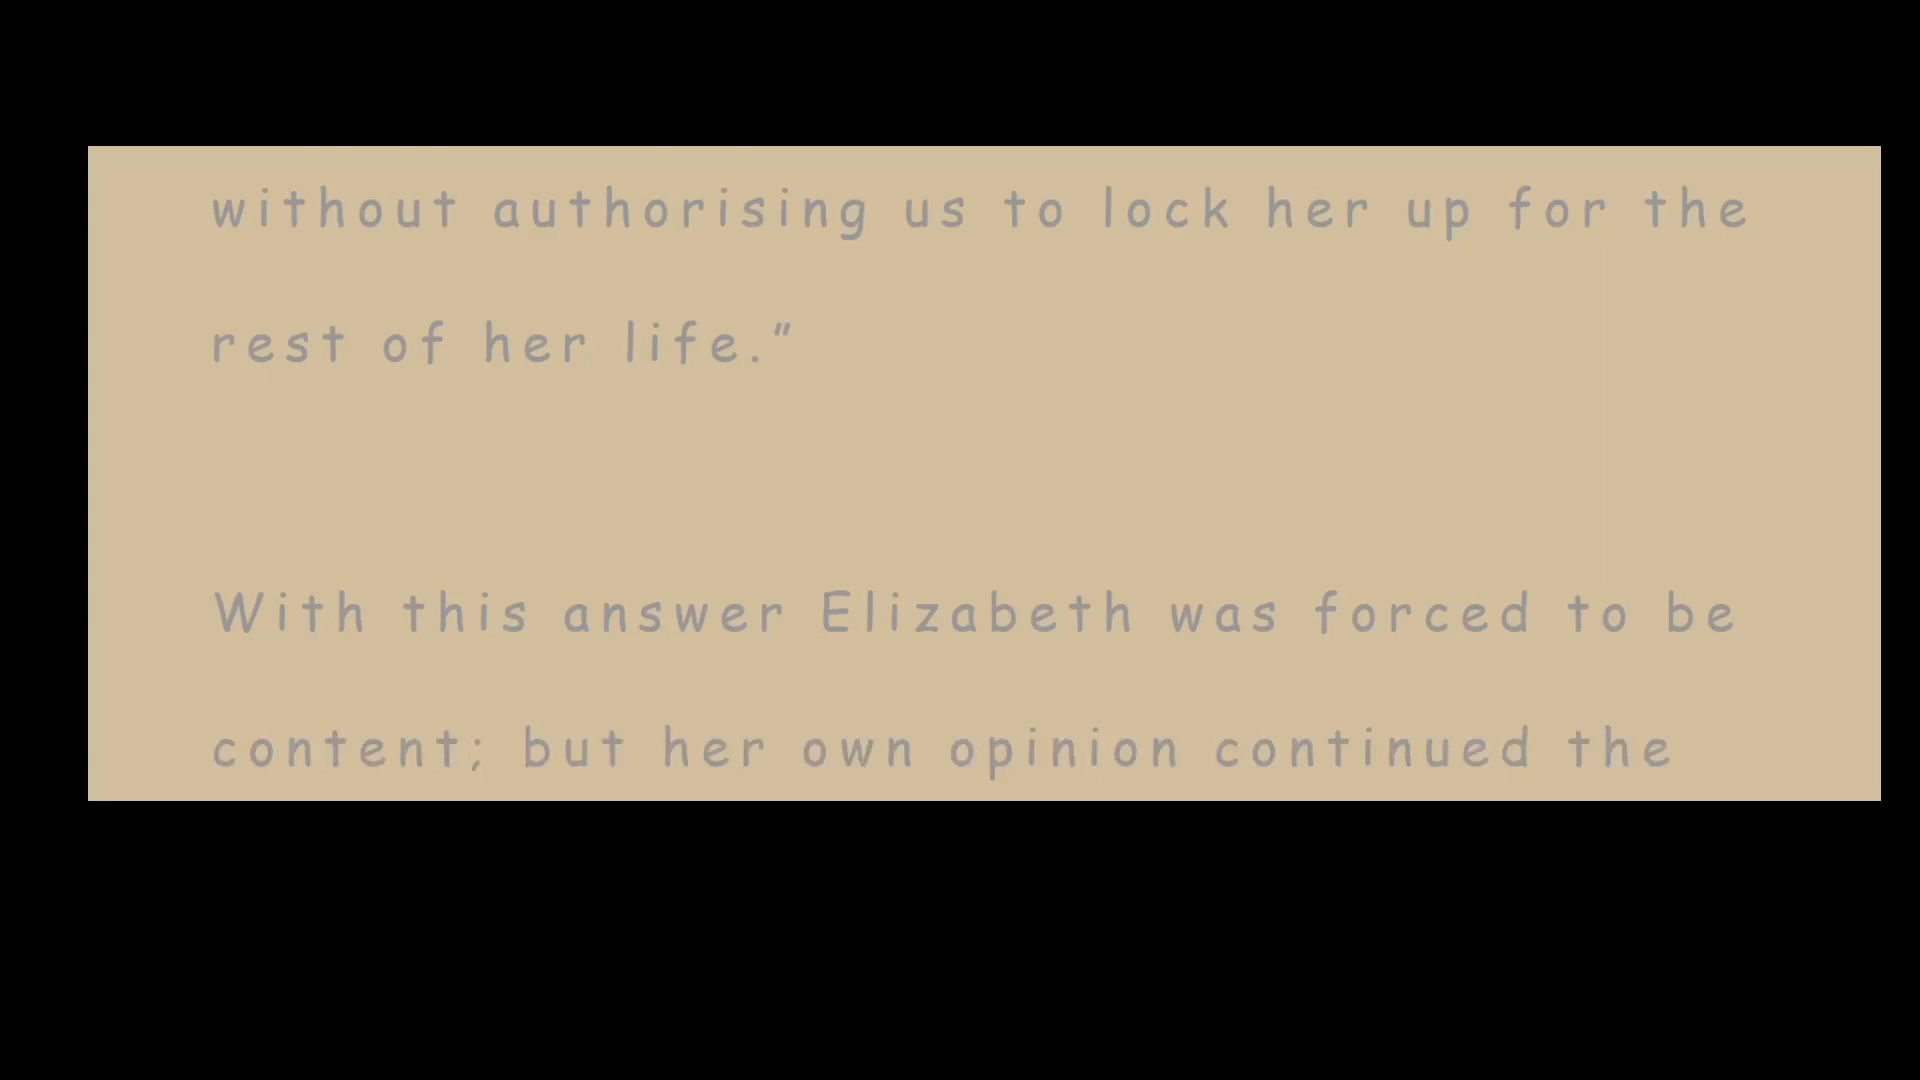 without authorising us to lock her up for the
rest of her life.”
With this answer Elizabeth was forced to be
content; but her own opinion continued the